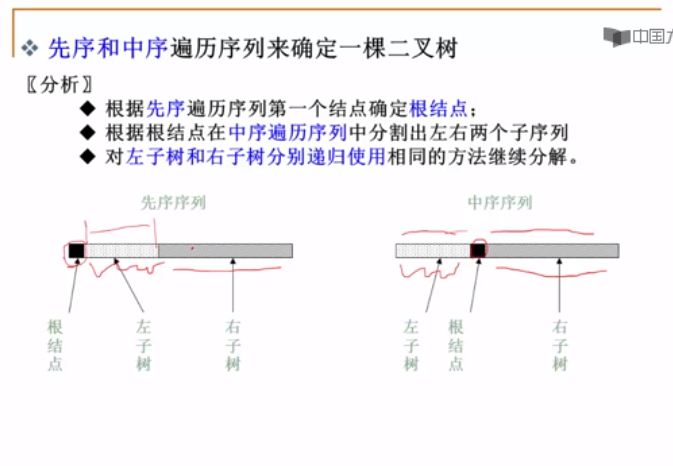 ❖ 先序和中序遍历序列来确定一棵二叉树
中国大
〖分析〗
◆ 根据先序遍历序列第一个结点确定根结点；
◆ 根据根结点在中序遍历序列中分割出左右两个子序列
◆ 对左子树和右子树分别递归使用相同的方法继续分解。
先序序列
中序序列
根结点
左子树
右子树
左子树
根结点
右子树